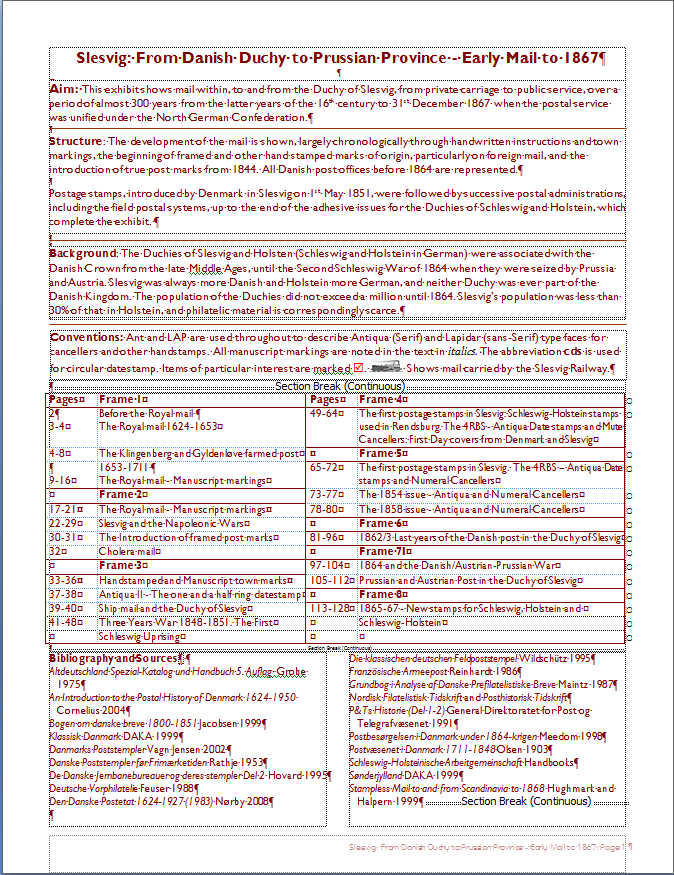 Slesvig: From Danish Duchy to Prussian Province - Early Mail to 1867¶
¶
Aim: This exhibit shows mail within, to and from the Duchy of Slesvig, from private carriage to public service, over a
period of almost 300 years from the latter years of the 16th century to 31st December 1867 when the postal service
was unified under the North German Confederation.¶
¶
Structure: The development of the mail is shown, largely chronologically through handwritten instructions and town
markings, the beginning of framed and other hand stamped marks of origin, particularly on foreign mail, and the
introduction of true post marks from 1844. All Danish post offices before 1864 are represented.¶
¶
Postage stamps, introduced by Denmark in Slesvig on 1st May 1851, were followed by successive postal administrations,
including the field postal systems, up to the end of the adhesive issues for the Duchies of Schleswig and Holstein, which
complete the exhibit.¶
¶
Background: The Duchies of Slesvig and Holsten (Schleswig and Holstein in German) were associated with the
Danish Crown from the late Middle Ages, until the Second Schleswig War of 1864 when they were seized by Prussia
and Austria. Slesvig was always more Danish and Holstein more German, and neither Duchy was ever part of the
Danish Kingdom. The population of the Duchies did not exceed a million until 1864. Slesvig's population was less than
30% of that in Holstein, and philatelic material is correspondingly scarce.¶
Conventions: Ant and LAP are used throughout to describe Antiqua (Serif) and Lapidar (sans-Serif) type faces for
cancellers and other handstamps. All manuscript markings are noted in the text in italics. The abbreviation cds is used
for circular datestamp. Items of particular interest are marked ☑. Shows mail carried by the Slesvig Railway.¶
¶ Section Break (Continuous)
Pages¤ Frame 1¤
2¶ Before the Royal mail¶
3-4¤ The Royal mail 1624-1653¤
4-8¤ The Klingenberg and Gyldenløve farmed post¤
¶ 1653-1711¶
9-16¤ The Royal mail - Manuscript markings¤
¤ Frame 2¤
17-21¤ The Royal mail - Manuscript markings¤
22-29¤ Slesvig and the Napoleonic Wars¤
30-31¤ The Introduction of framed post marks¤
32¤ Cholera mail¤
¤ Frame 3¤
33-36¤ Handstamped and Manuscript town marks¤
37-38¤ Antiqua II - The one and a half ring datestamp
39-40¤ Ship mail and the Duchy of Slesvig¤
41-48¤ Three Years War 1848-1851. The First¤
¤ Schleswig Uprising¤
Pages¤ Frame 4¤ ¤
49-64¤ The first postage stamps in Slesvig: Schleswig-Holstein stamps ¤
used in Rendsburg. The 4RBS - Antiqua Date stamps and Mute
Cancellers: First Day covers from Denmark and Slesvig¤
¤ Frame 5¤ ¤
65-72¤ The first postage stamps in Slesvig. The 4RBS - Antiqua Date ¤
stamps and Numeral Cancellers¤
73-77¤ The 1854 issue - Antiqua and Numeral Cancellers¤ ¤
78-80¤ The 1858 issue - Antiqua and Numeral Cancellers¤ ¤
¤ Frame 6¤ ¤
81-96¤ 1862/3 Last years of the Danish post in the Duchy of Slesvig¤
¤ Frame 7I¤ ¤
97-104¤ 1864 and the Danish/Austrian-Prussian War¤ ¤
105-112¤ Prussian and Austrian Post in the Duchy of Slesvig¤ ¤
¤ Frame 8¤ ¤
113-128¤ 1865-67 - New stamps for Schleswig, Holstein and ¤ ¤
¤ Schleswig-Holstein¤ ¤
¤ ¤ ¤
Section Break (Continuous)
Bibliography and Sources¶
Altdeutschland Spezial-Katalog und Handbuch 5. Auflag Grobe
1975¶
An Introduction to the Postal History of Denmark 1624-1950
Cornelius 2004¶
Bogen om danske breve 1800-1851 Jacobsen 1999¶
Klassisk Danmark DAKA 1999¶
Danmarks Poststempler Vagn Jensen 2002¶
Danske Poststempler før Frimærketiden Rathje 1953¶
De Danske Jernbanebureauer og deres stempler Del 2 Hovard 1995¶
Deutsche Vorphilatelie Feuser 1988¶
Den Danske Postetat 1624-1927 (1983) Nørby 2008¶
¶
Die klassischen deutschen Feldpoststempel Wildschütz 1995¶
Französische Armeepost Reinhardt 1986¶
Grundbog i Analyse af Danske Præfilatelistiske Breve Maintz 1987¶
Nordisk Filatelistisk Tidskrift and Posthistorisk Tidskrift¶
P&Ts Historie (Del 1-2) General Direktoratet for Post og
Telegrafvæsenet 1991¶
Postbesørgelsen i Danmark under 1864-krigen Meedom 1998¶
Postvæsenet i Danmark 1711-1848 Olsen 1903¶
Schleswig-Holsteinische Arbeitgemeinschaft Handbooks¶
Sønderjylland DAKA 1999¶
Stampless Mail to and from Scandinavia to 1868 Hughmark and
Halpern 1999¶ Section Break (Continuous)
Slesvig: From Danish Duchy to Prussian Province - Early Mail to 1867: Page 1 ¶